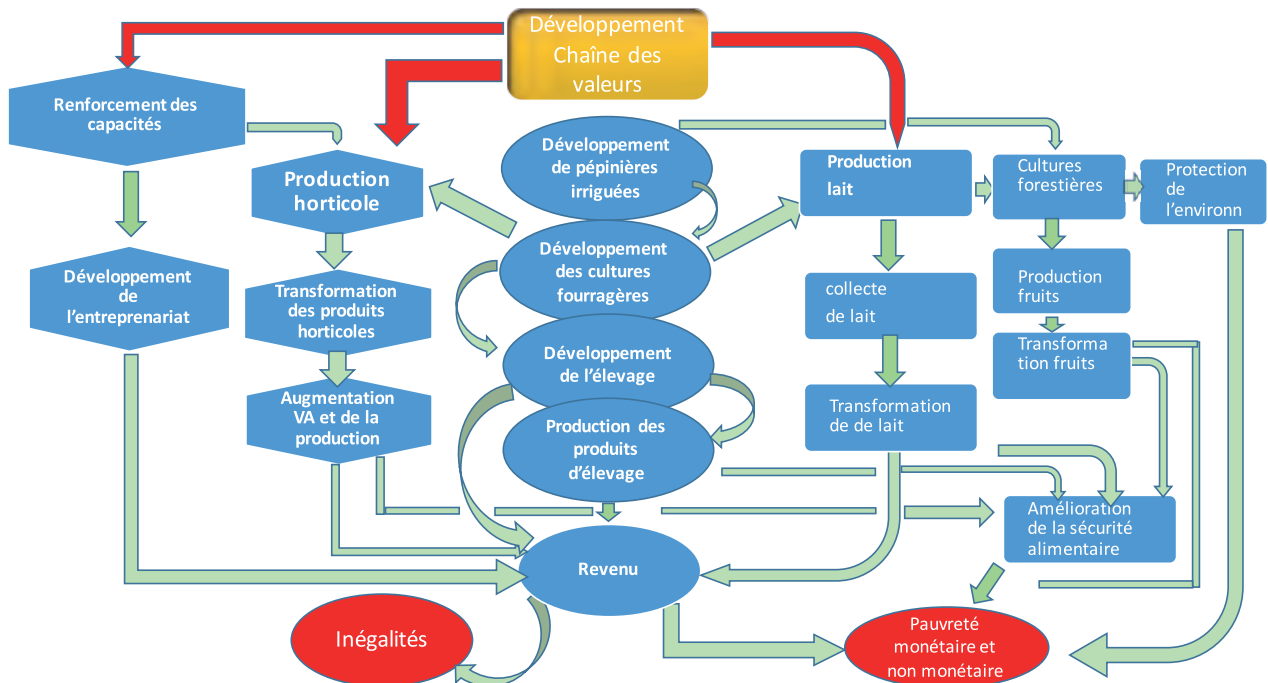 Développement
Chaîne des
valeurs
Renforcement des
capacités
Production
horticole
Développement
de pépinières
irriguées
Production
lait
Cultures
forestières
Protection
de
l'environn
Développement
de
l'entreprenariat
Transformation
des produits
horticoles
Développement
des cultures
fourragères
collecte
de lait
Production
fruits
Transforma
tion fruits
Développement
de l'élevage
Augmentation
VA et de la
production
Production des
produits
d'élevage
Transformation
de de lait
Amélioration
de la sécurité
alimentaire
Revenu
Inégalités
Pauvreté
monétaire et
non monétaire